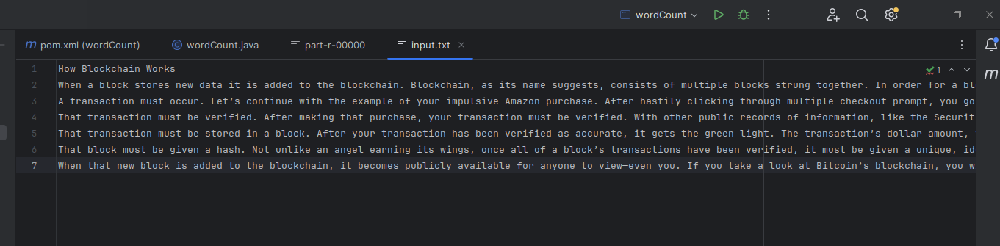 wordCount
m pom.xml (wordCount) wordCount.java part-r-00000 input.txt
1 How Blockchain Works
2 When a block stores new data it is added to the blockchain. Blockchain, as its name suggests, consists of multiple blocks strung together. In order for a bl
3 A transaction must occur. Let’s continue with the example of your impulsive Amazon purchase. After hastily clicking through multiple checkout prompt, you go
4 That transaction must be verified. After making that purchase, your transaction must be verified. With other public records of information, like the Securit
5 That transaction must be stored in a block. After your transaction has been verified as accurate, it gets the green light. The transaction’s dollar amount,
6 That block must be given a hash. Not unlike an angel earning its wings, once all of a block’s transactions have been verified, it must be given a unique, id
7 When that new block is added to the blockchain, it becomes publicly available for anyone to view—even you. If you take a look at Bitcoin’s blockchain, you w
1
m